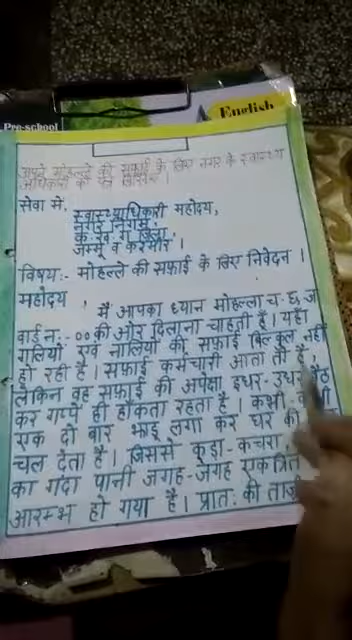 Pre-school
English
अपने मोहल्ले की सफाई के लिए नगर के स्वास्थ्य
अधिकारी को पत्र लिखिए।
सेवा में,
स्वास्थ्याधिकारी महोदय,
नगर निगम,
क. ख. ग जिला,
जम्मू व कश्मीर।
विषय:- मोहल्ले की सफ़ाई के लिए निवेदन।
महोदय,
मैं आपका ध्यान मोहल्ला च, छ, ज
वार्ड न:-०० की ओर दिलाना चाहती हूँ। यहाँ
गलियों एवं नालियों की सफ़ाई बिल्कुल नहीं
हो रही है। सफ़ाई कर्मचारी आता तो है,
लेकिन वह सफ़ाई की अपेक्षा इधर-उधर बैठ
कर गप्पे ही हाँकता रहता है। कभी-
एक दो बार झाड़ू लगा कर घर की
चल देता है। जिससे कूड़ा-कचरा,
का गंदा पानी जगह-जगह एकत्रित
आरम्भ हो गया है। प्रात: की ताज़ी